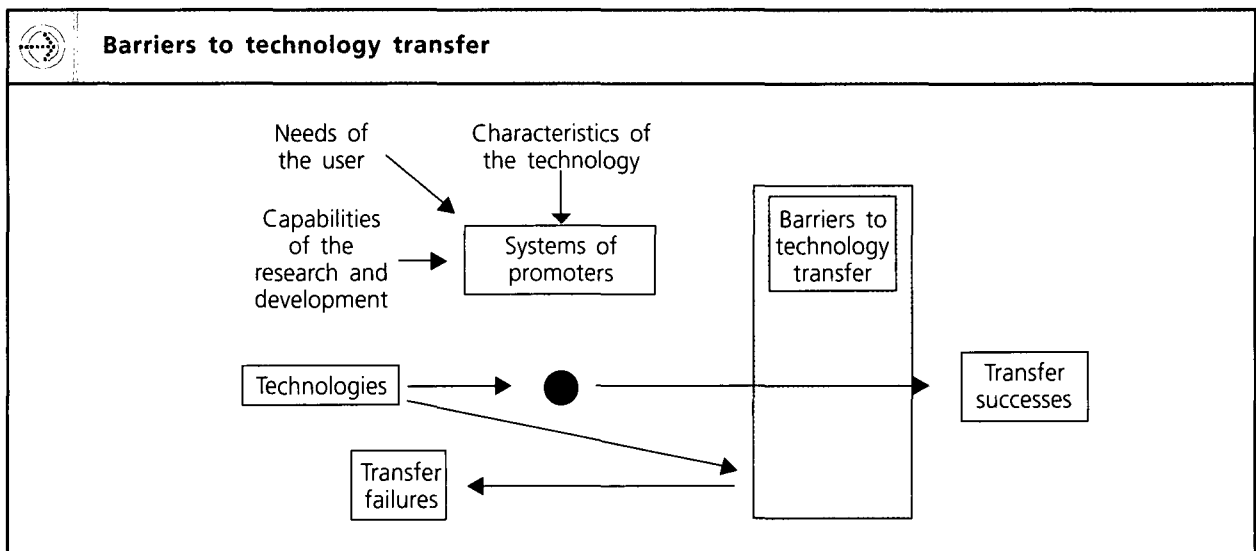 Barriers to technology transfer
Needs of
the user
Characteristics of
the technology
Capabilities
of the
research and
development
Systems of
promoters
Barriers to
technology
transfer
Technologies
Transfer
successes
Transfer
failures